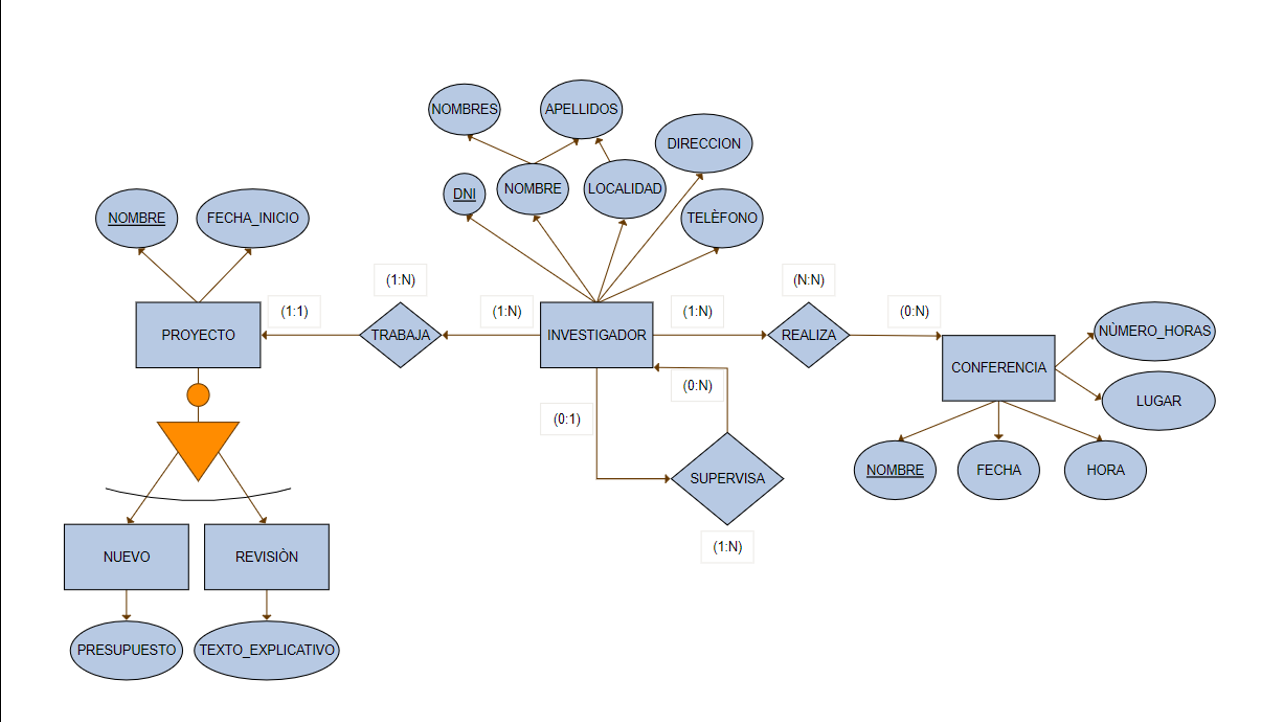 NOMBRES
APELLIDOS
DIRECCION
DNI
NOMBRE
LOCALIDAD
TELÈFONO
NOMBRE
FECHA_INICIO
(1:N)
(N:N)
(1:1)
(1:N)
(1:N)
(0:N)
PROYECTO
TRABAJA
INVESTIGADOR
REALIZA
NÙMERO_HORAS
CONFERENCIA
(0:N)
LUGAR
(0:1)
NOMBRE
FECHA
HORA
SUPERVISA
(1:N)
NUEVO
REVISIÒN
PRESUPUESTO
TEXTO_EXPLICATIVO